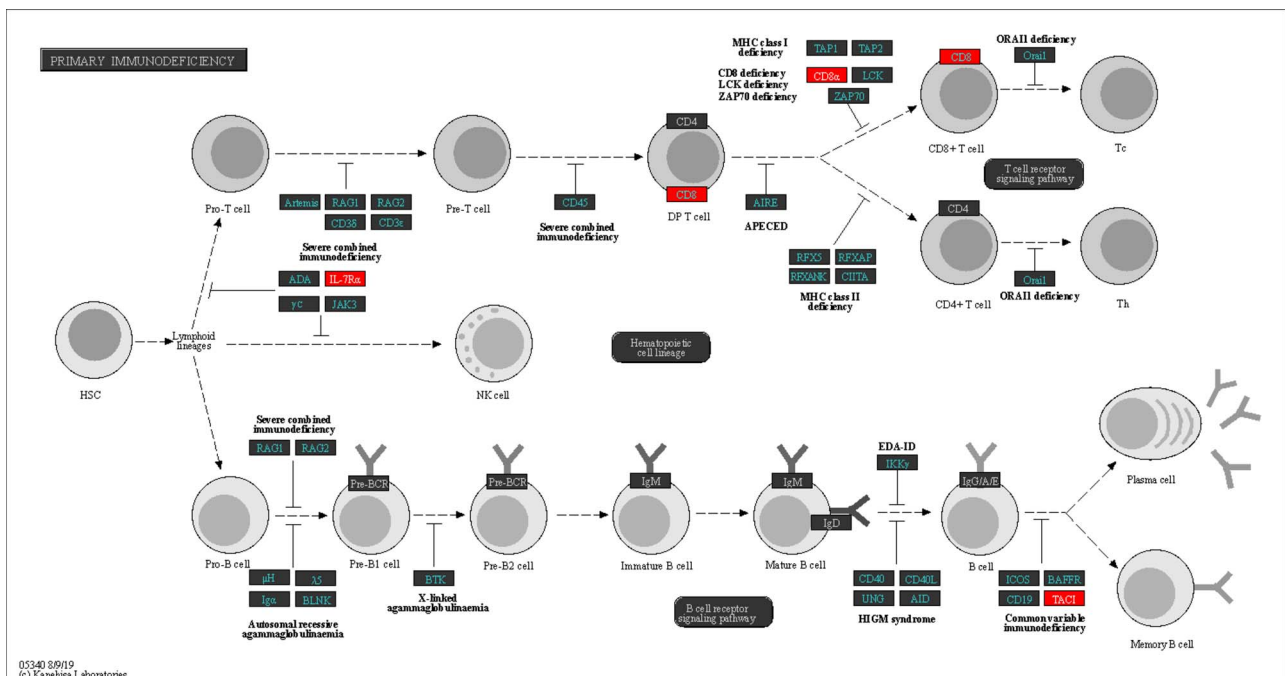 PRIMARY IMMUNODEFICIENCY
MHC class I
deficiency
TAP1 TAP2
CD8 deficiency
LCK deficiency
ZAP70 deficiency
CD8α LCK
ZAP70
CD8
CD8+ T cell
ORAI1 deficiency
Orai1
Tc
Pro-T cell
Artemis RAG1 RAG2
CD38 CD3ε
Severe combined
immunodeficiency
Pre-T cell
CD45
Severe combined
immunodeficiency
CD4
CD8
DP T cell
AIRE
APECED
T cell receptor
signaling pathway
RFX5 RFXAP
RFXANK CIITA
MHC class II
deficiency
CD4
CD4+ T cell
Orai1
ORAI1 deficiency
Th
ADA IL-7Rα
γc JAK3
HSC
Lymphoid
lineages
NK cell
Hematopoietic
cell lineage
Severe combined
immunodeficiency
RAG1 RAG2
Pro-B cell
μH λ5
Igα BLNK
Autosomal recessive
agammaglobulinaemia
Pre-BCR
Pre-B1 cell
BTK
X-linked
agammaglobulinaemia
Pre-BCR
Pre-B2 cell
IgM
Immature B cell
IgM
IgD
Mature B cell
B cell receptor
signaling pathway
EDA-ID
IKKγ
CD40 CD40L
UNG AID
HIGM syndrome
IgG/A/E
B cell
ICOS BAFFR
CD19 TACI
Common variable
immunodeficiency
Plasma cell
Memory B cell
05340 8/9/19
(c) Kanehisa Laboratories